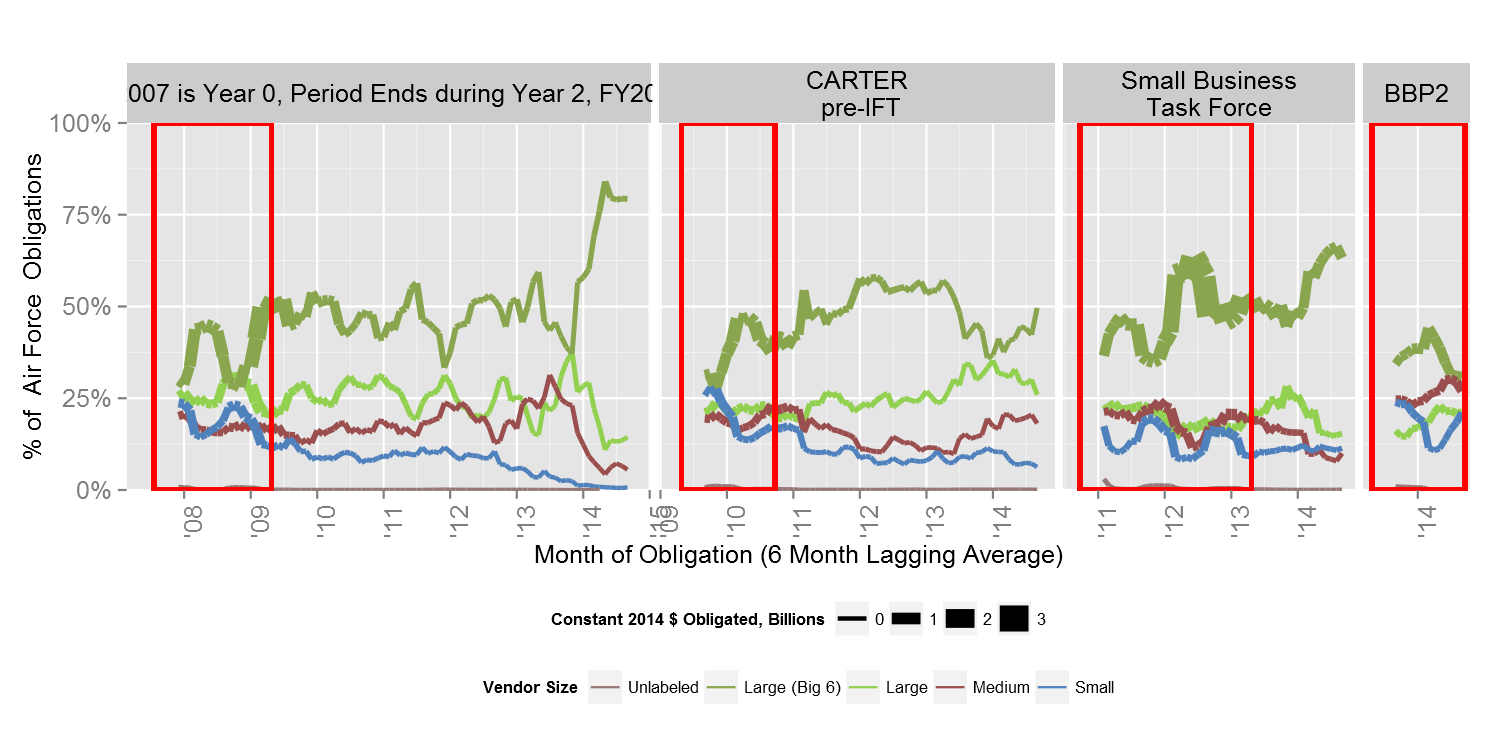 007 is Year 0, Period Ends during Year 2, FY20
CARTER
pre-IFT
Small Business
Task Force
BBP2
% of Air Force Obligations
100%
75%
50%
25%
0%
'08
'09
'10
'11
'12
'13
'14
'15
'09
'10
'11
'12
'13
'14
'11
'12
'13
'14
'14
Month of Obligation (6 Month Lagging Average)
Constant 2014 $ Obligated, Billions 0 1 2 3
Vendor Size Unlabeled Large (Big 6) Large Medium Small